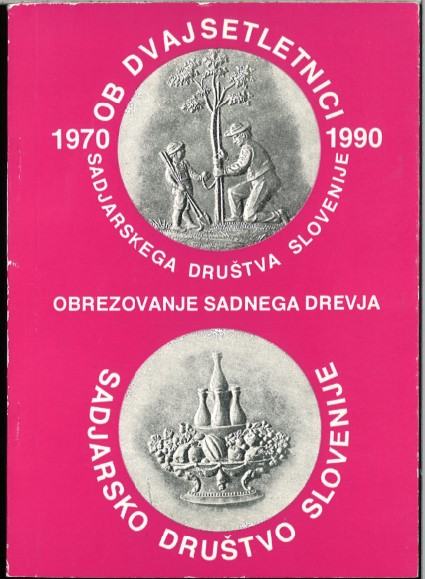 OB DVAJSETLETNICI
1970 1990
SADJARSKEGA DRUŠTVA SLOVENIJE
OBREZOVANJE SADNEGA DREVJA
SADJARSKO DRUŠTVO SLOVENIJE